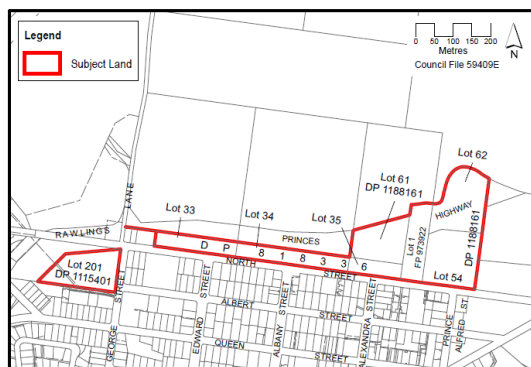 Legend
Subject Land
0 50 100 150 200
Metres
Council File 59409E
N
Lot 62
Lot 61
DP 1188161
Lot 33
Lot 34
Lot 35
LANE
HIGHWAY
Lot 1
FP 973922
DP 1188161
RAWLINGS
PRINCES
D P 8 1 8 3 3 6
NORTH
STREET
Lot 201
DP 1115401
Lot 54
STREET
GEORGE
STREET
EDWARD
ALBERT
STREET
STREET
ALBANY
STREET
ALEXANDRA
QUEEN
STREET
PRINCE
ALFRED ST.